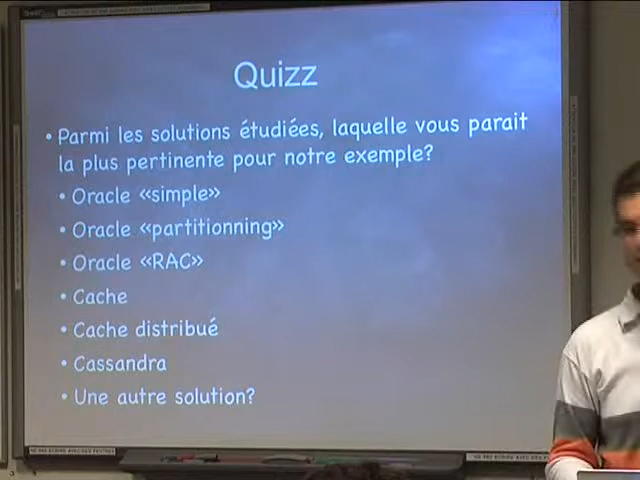 Quizz
• Parmi les solutions étudiées, laquelle vous parait
la plus pertinente pour notre exemple?
• Oracle «simple»
• Oracle «partitionning»
• Oracle «RAC»
• Cache
• Cache distribué
• Cassandra
• Une autre solution?